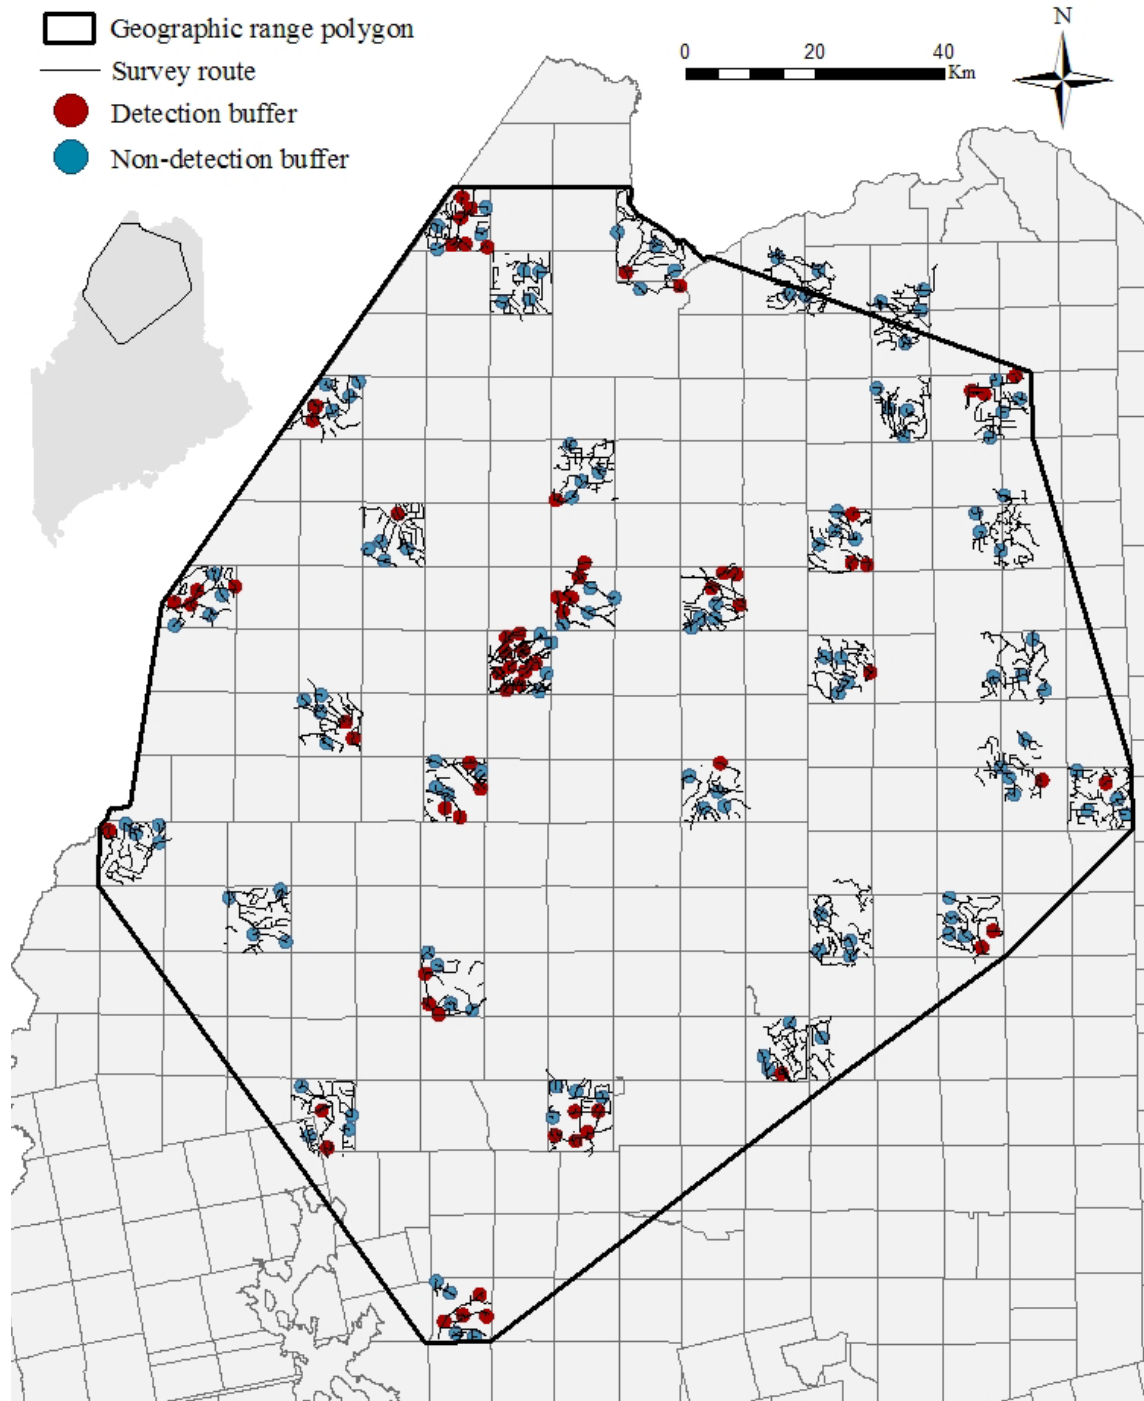 Geographic range polygon
Survey route
Detection buffer
Non-detection buffer
0 20 40
Km
N